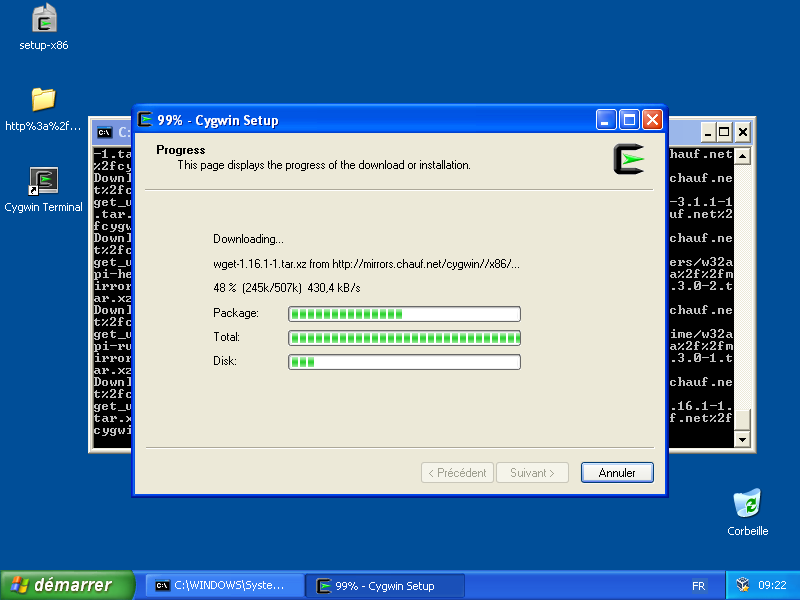 setup-x86
http%3a%2f...
Cygwin Terminal
C:\
99% - Cygwin Setup
Progress
This page displays the progress of the download or installation.
Downloading...
wget-1.16.1-1.tar.xz from http://mirrors.chauf.net/cygwin//x86/...
48 % (245k/507k) 430,4 kB/s
Package:
Total:
Disk:
< Précédent
Suivant >
Annuler
-1.ta
%2fcy
Downl
t%2fc
get_u
.tar.
fcygw
Downl
t%2fc
get_u
pi-he
irror
ar.xz
Downl
t%2fc
get_u
pi-ru
irror
ar.xz
Downl
t%2fc
get_u
tar.x
cygwi
hauf.net
chauf.ne
-3.1.1-1
uf.net%2
chauf.ne
ers/w32a
a%2f%2fm
.3.0-2.t
chauf.ne
ime/w32a
a%2f%2fm
.3.0-1.t
chauf.ne
.16.1-1.
f.net%2f
Corbeille
démarrer
C:\WINDOWS\Syste...
99% - Cygwin Setup
FR
09:22